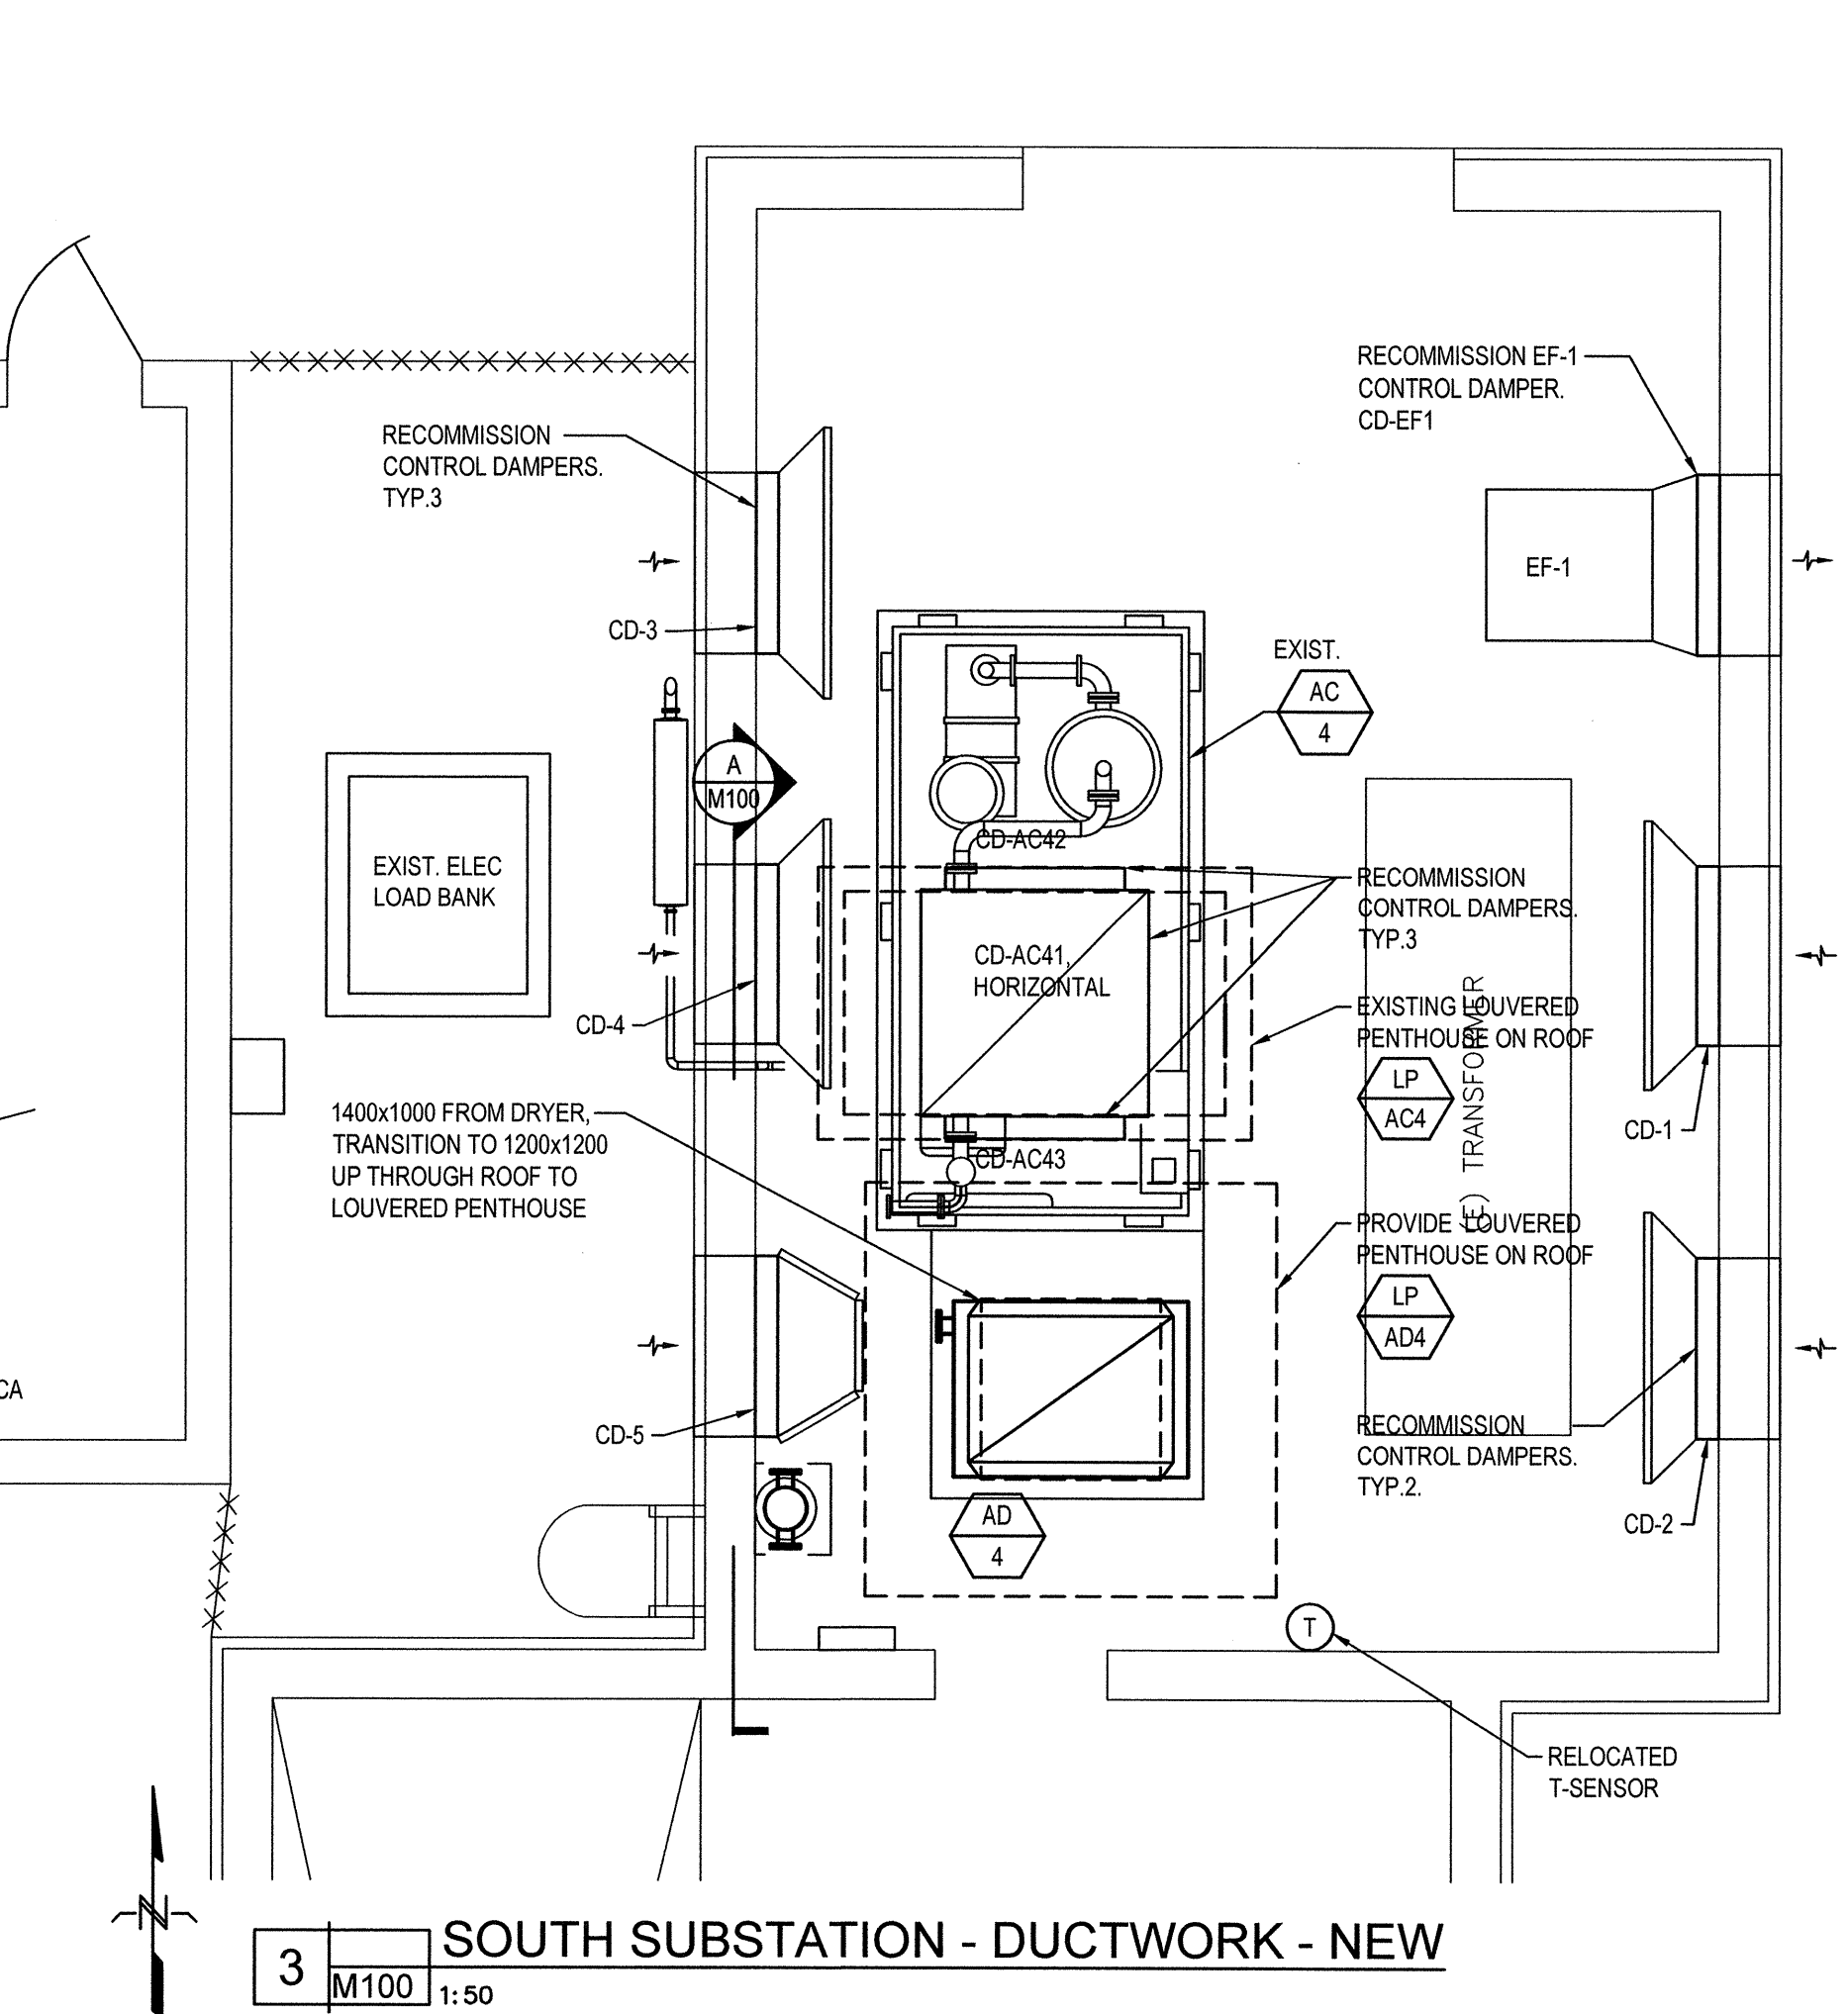 RECOMMISSION EF-1
CONTROL DAMPER.
CD-EF1
RECOMMISSION
CONTROL DAMPERS.
TYP.3
EF-1
CD-3
EXIST.
AC
4
A
M100
CD-AC42
EXIST. ELEC
LOAD BANK
RECOMMISSION
CONTROL DAMPERS.
TYP.3
CD-AC41,
HORIZONTAL
CD-4
EXISTING LOUVERED
PENTHOUSE ON ROOF
LP
AC4
(E) TRANSFORMER
CD-1
1400x1000 FROM DRYER,
TRANSITION TO 1200x1200
UP THROUGH ROOF TO
LOUVERED PENTHOUSE
CD-AC43
PROVIDE LOUVERED
PENTHOUSE ON ROOF
LP
AD4
CA
CD-5
RECOMMISSION
CONTROL DAMPERS.
TYP.2.
CD-2
AD
4
T
RELOCATED
T-SENSOR
N
3
M100
SOUTH SUBSTATION - DUCTWORK - NEW
1:50